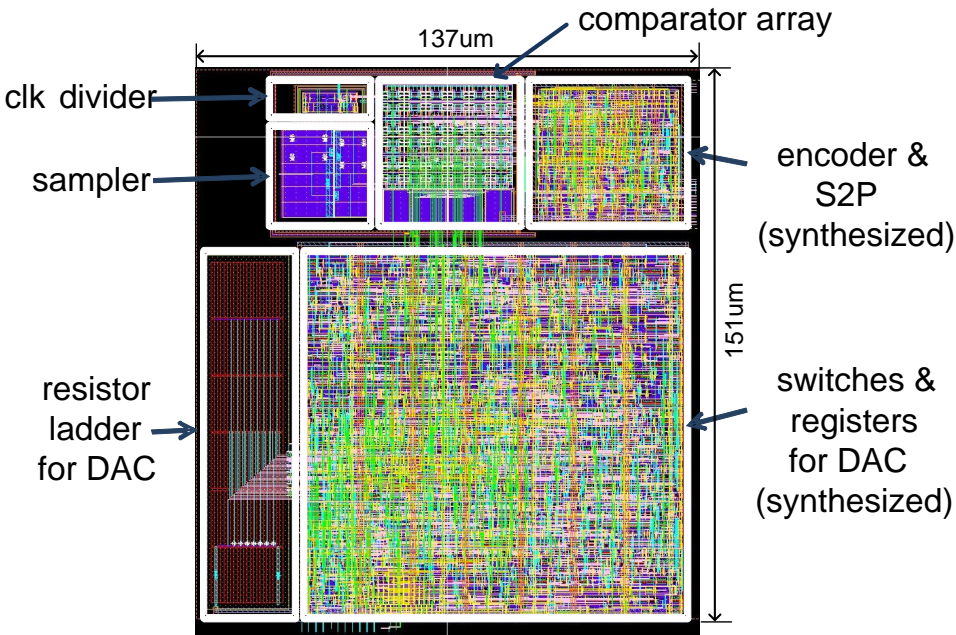 comparator array
137um
clk divider
sampler
encoder &
S2P
(synthesized)
151um
resistor
ladder
for DAC
switches &
registers
for DAC
(synthesized)